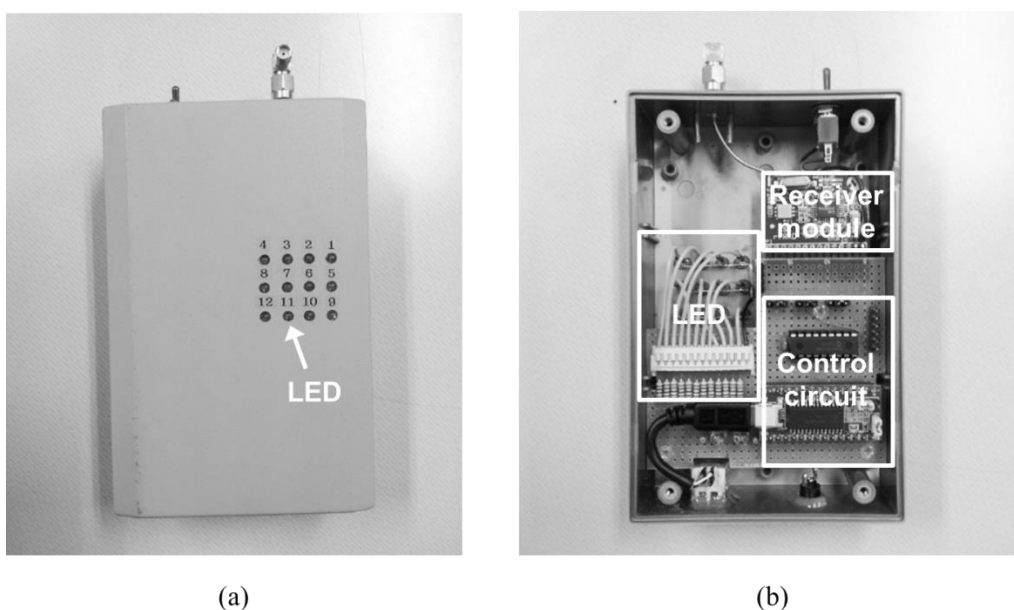 4 3 2 1
8 7 6 5
12 11 10 9
LED
Receiver
module
LED
Control
circuit
(a)
(b)